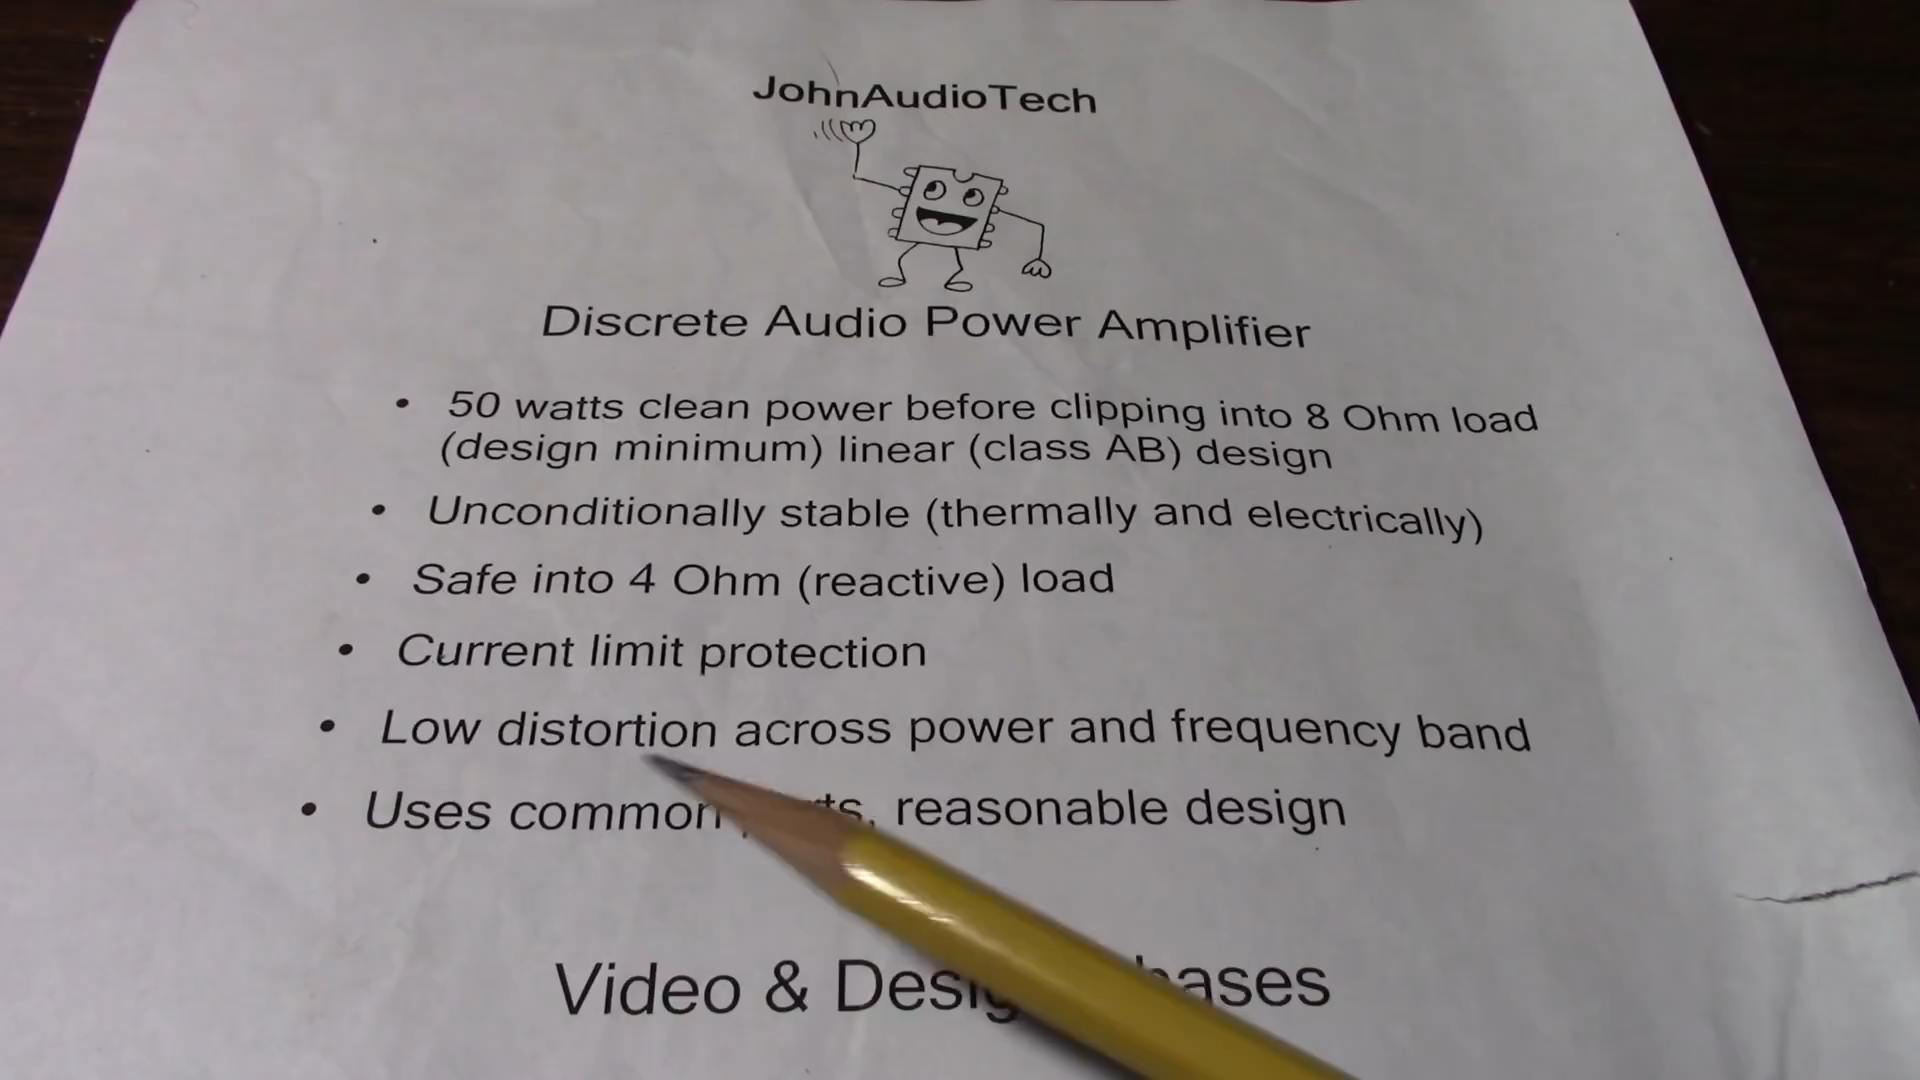 JohnAudioTech
Discrete Audio Power Amplifier
• 50 watts clean power before clipping into 8 Ohm load
(design minimum) linear (class AB) design
• Unconditionally stable (thermally and electrically)
• Safe into 4 Ohm (reactive) load
• Current limit protection
• Low distortion across power and frequency band
• Uses common reasonable design
Video &